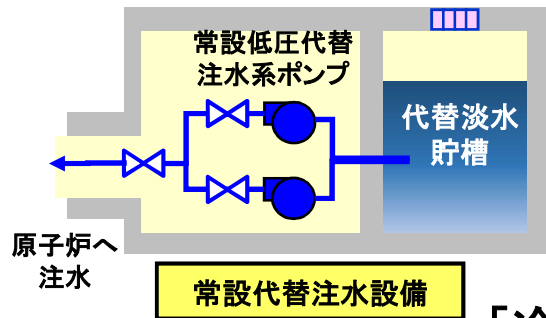 常設低圧代替
注水系ポンプ
代替淡水
貯槽
原子炉へ
注水
常設代替注水設備